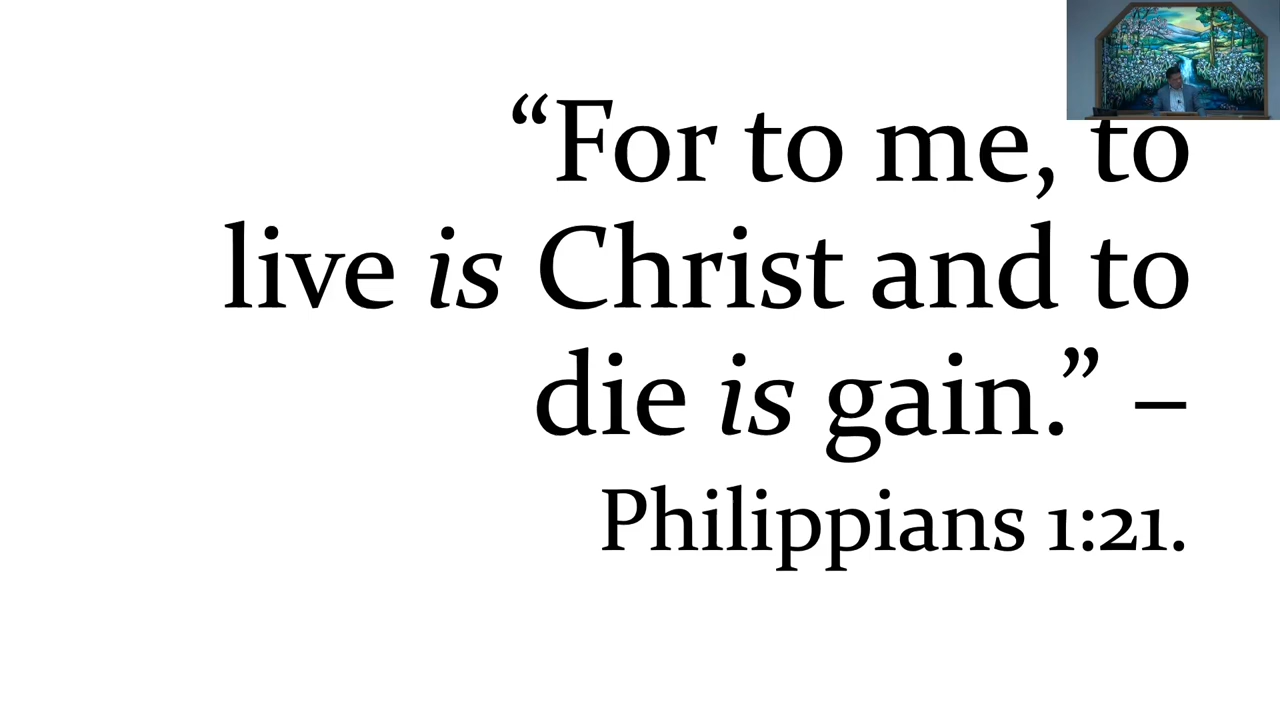 “For to me, to
live is Christ and to
die is gain.” –
Philippians 1:21.